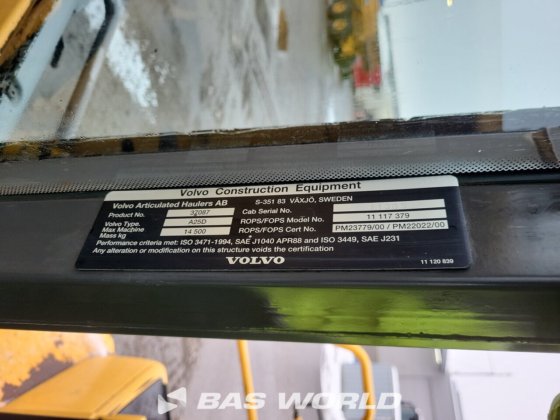 Volvo Construction Equipment
Volvo Articulated Haulers AB S-351 83 VÄXJÖ, SWEDEN
Product No. 32087 Cab Serial No.
Volvo Type. A25D ROPS/FOPS Model No. 11 117 379
Max Machine Mass kg 14 500 ROPS/FOPS Cert No. PM23779/00 / PM22022/00
Performance criteria met: ISO 3471-1994, SAE J1040 APR88 and ISO 3449, SAE J231
Any alteration or modification on this structure voids the certification.
VOLVO
11 120 839
BAS WORLD